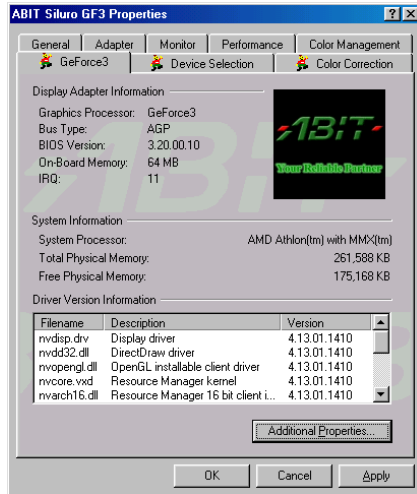 ABIT Siluro GF3 Properties
General Adapter Monitor Performance Color Management
GeForce3 Device Selection Color Correction
Display Adapter Information
Graphics Processor: GeForce3
Bus Type: AGP
BIOS Version: 3.20.00.10
On-Board Memory: 64 MB
IRQ: 11
ABIT
Your Reliable Partner
System Information
System Processor: AMD Athlon(tm) with MMX(tm)
Total Physical Memory: 261,588 KB
Free Physical Memory: 175,168 KB
Driver Version Information
Filename Description Version
nvdisp.drv Display driver 4.13.01.1410
nvdd32.dll DirectDraw driver 4.13.01.1410
nvopengl.dll OpenGL installable client driver 4.13.01.1410
nvcore.vxd Resource Manager kernel 4.13.01.1410
nvarch16.dll Resource Manager 16 bit client i... 4.13.01.1410
Additional Properties...
OK Cancel Apply